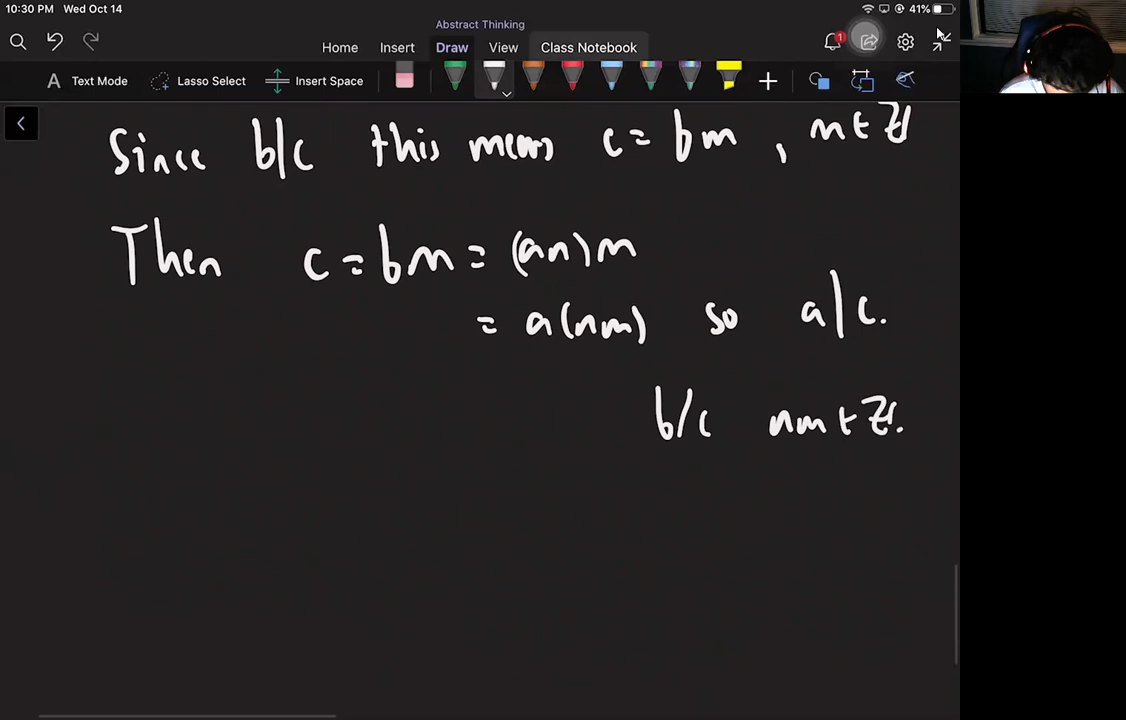 10:30 PM Wed Oct 14
41%
Abstract Thinking
Home Insert Draw View Class Notebook
1
A Text Mode Lasso Select Insert Space
Since b|c this means c = bm , m ∈ ℤ
Then c = bm = (an)m
= a(nm) so a|c.
b/c nm ∈ ℤ.